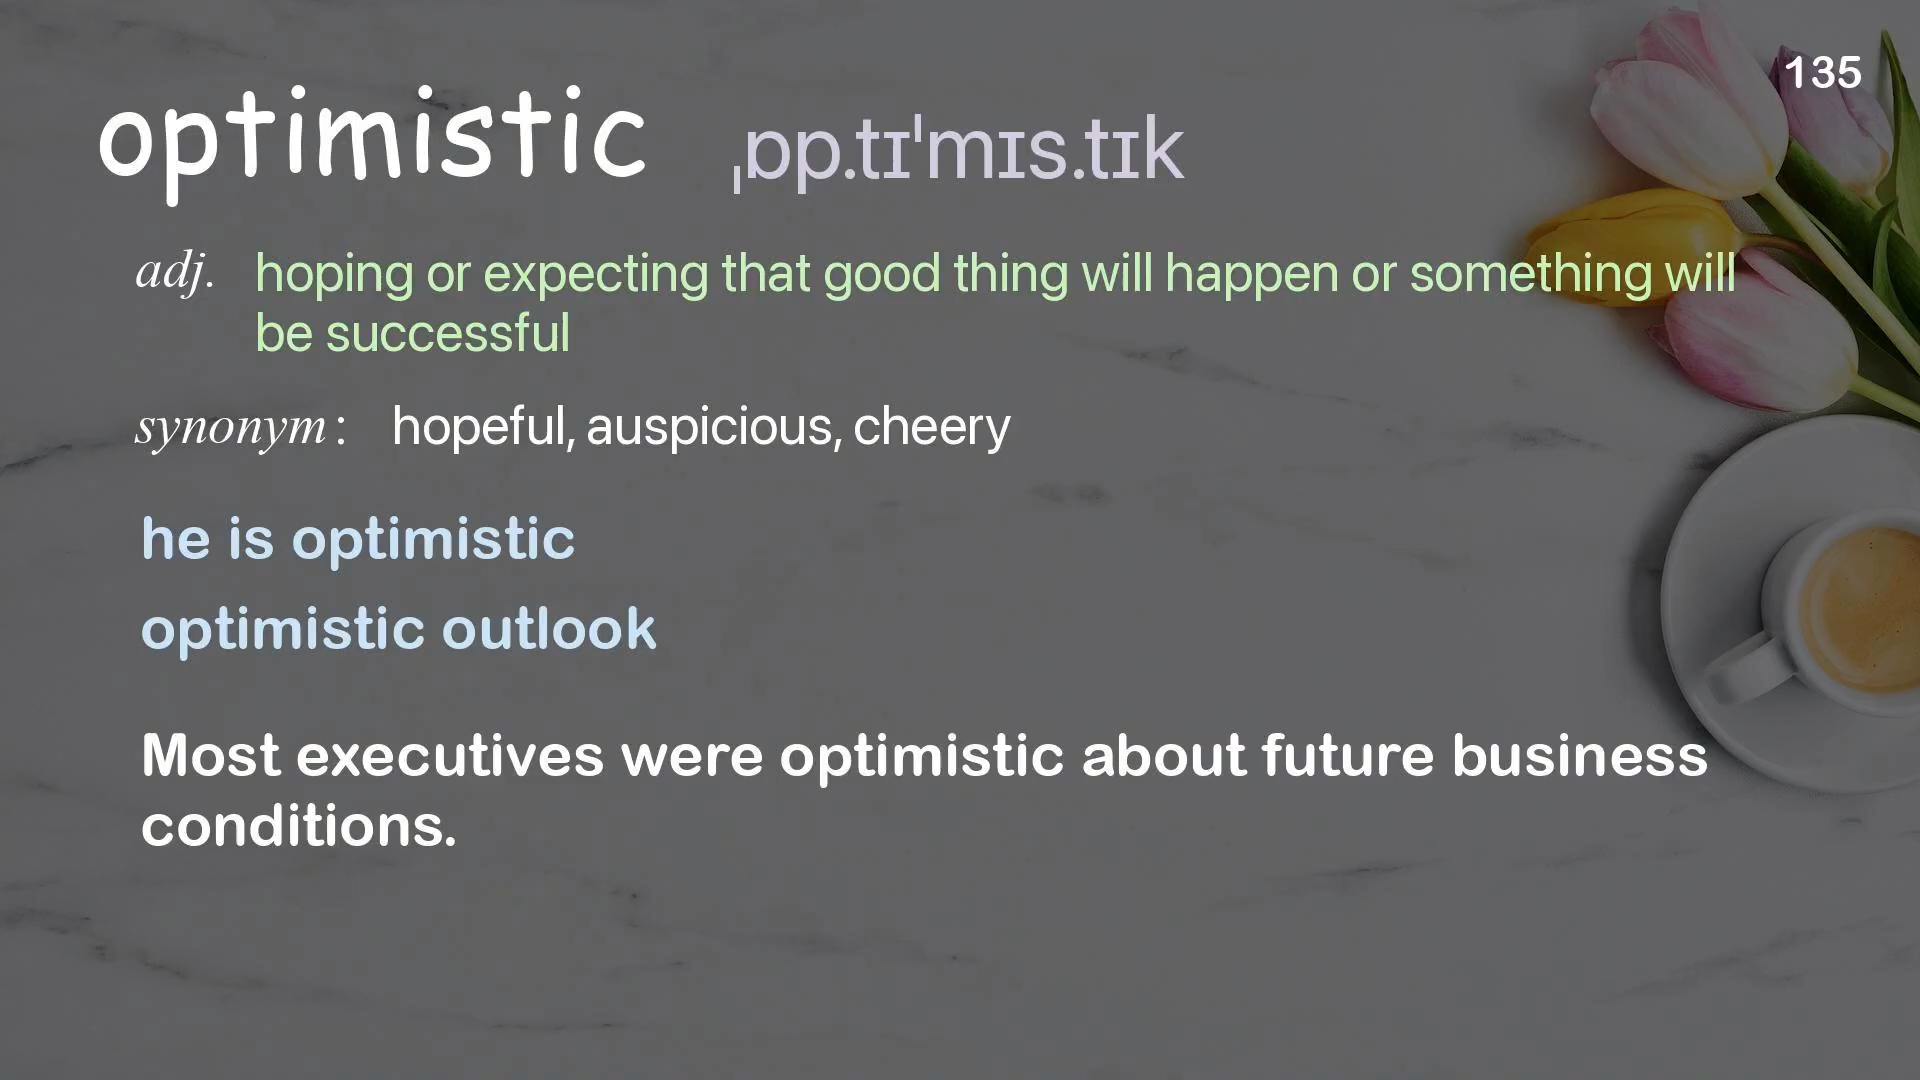 135
optimistic ˌɒp.tɪˈmɪs.tɪk
adj. hoping or expecting that good thing will happen or something will
be successful
synonym : hopeful, auspicious, cheery
he is optimistic
optimistic outlook
Most executives were optimistic about future business
conditions.